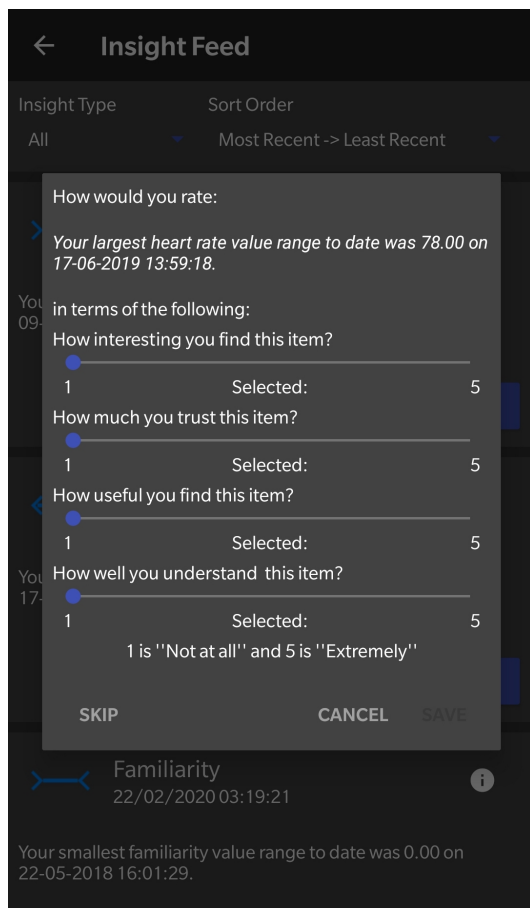 Insight Feed
Insight Type
Sort Order
All
Most Recent -> Least Recent
How would you rate:
Your largest heart rate value range to date was 78.00 on
17-06-2019 13:59:18.
You
09-
in terms of the following:
How interesting you find this item?
1 Selected: 5
How much you trust this item?
1 Selected: 5
How useful you find this item?
1 Selected: 5
You
17-
How well you understand  this item?
1 Selected: 5
1 is ''Not at all'' and 5 is ''Extremely''
SKIP CANCEL SAVE
Familiarity
22/02/2020 03:19:21
Your smallest familiarity value range to date was 0.00 on
22-05-2018 16:01:29.